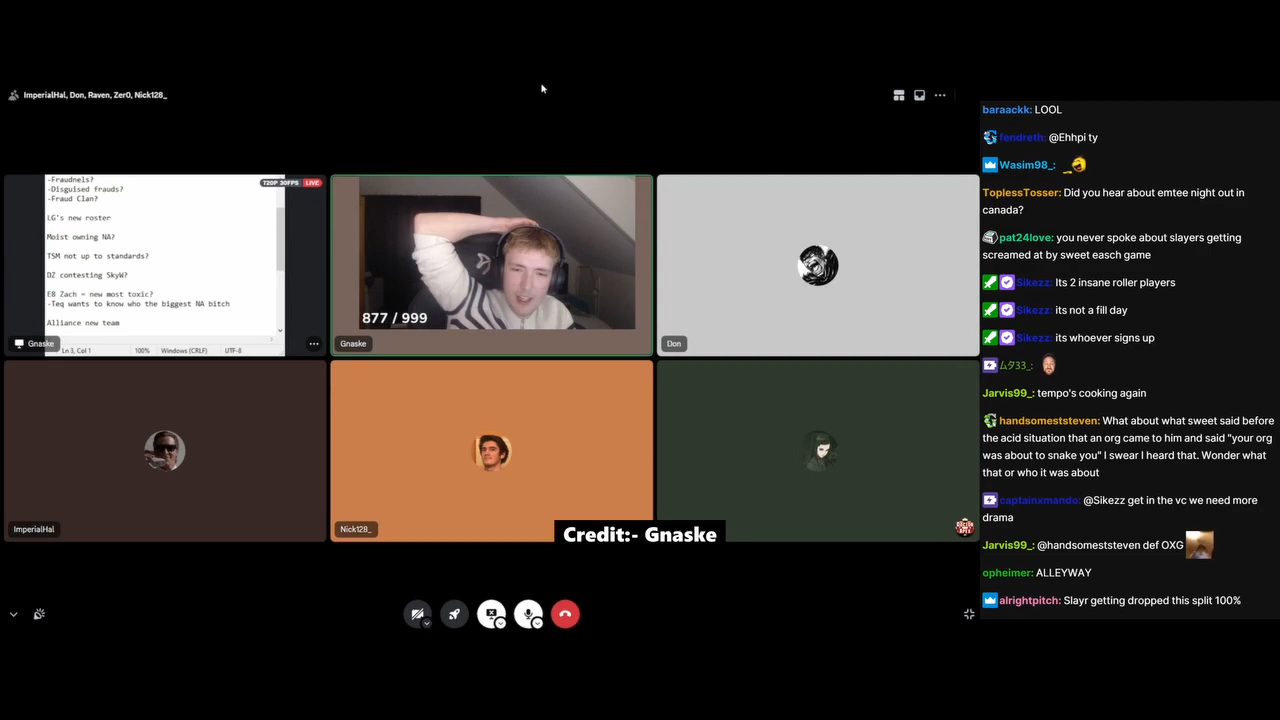 ImperialHal, Don, Raven, Zer0, Nick128_
-Fraudnels?
-Disguised frauds?
-Fraud Clan?
LG's new roster
Moist owning NA?
TSM not up to standards?
DZ contesting SkyW?
E8 Zach = new most toxic?
-Teq wants to know who the biggest NA bitch
Alliance new team
720P 30FPS LIVE
Gnaske
Ln 3, Col 1 100% Windows (CRLF) UTF-8
877 / 999
Gnaske
Don
ImperialHal
Nick128_
Credit:- Gnaske
baraackk: LOOL
fendreth: @Ehhpi ty
Wasim98_:
ToplessTosser: Did you hear about emtee night out in
canada?
pat24love: you never spoke about slayers getting
screamed at by sweet easch game
Sikezz: Its 2 insane roller players
Sikezz: its not a fill day
Sikezz: its whoever signs up
Jarvis99_: tempo's cooking again
handsomeststeven: What about what sweet said before
the acid situation that an org came to him and said "your org
was about to snake you" I swear I heard that. Wonder what
that or who it was about
captainxmando: @Sikezz get in the vc we need more
drama
Jarvis99_: @handsomeststeven def OXG
opheimer: ALLEYWAY
alrightpitch: Slayr getting dropped this split 100%